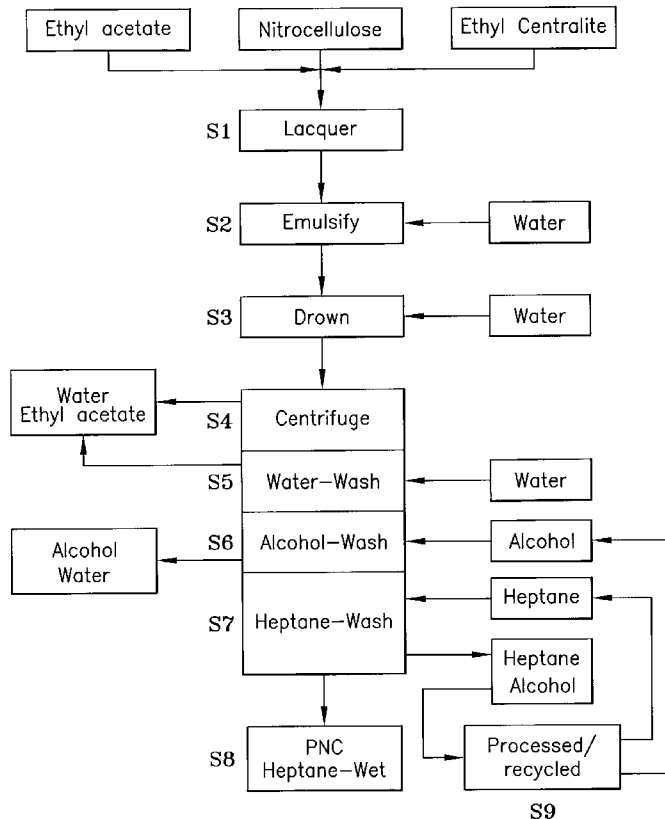 Ethyl acetate
Nitrocellulose
Ethyl Centralite
S1
Lacquer
S2
Emulsify
Water
S3
Drown
Water
Water
Ethyl acetate
S4
Centrifuge
S5
Water-Wash
Water
Alcohol
Water
S6
Alcohol-Wash
Alcohol
S7
Heptane-Wash
Heptane
Heptane
Alcohol
S8
PNC
Heptane-Wet
Processed/
recycled
S9